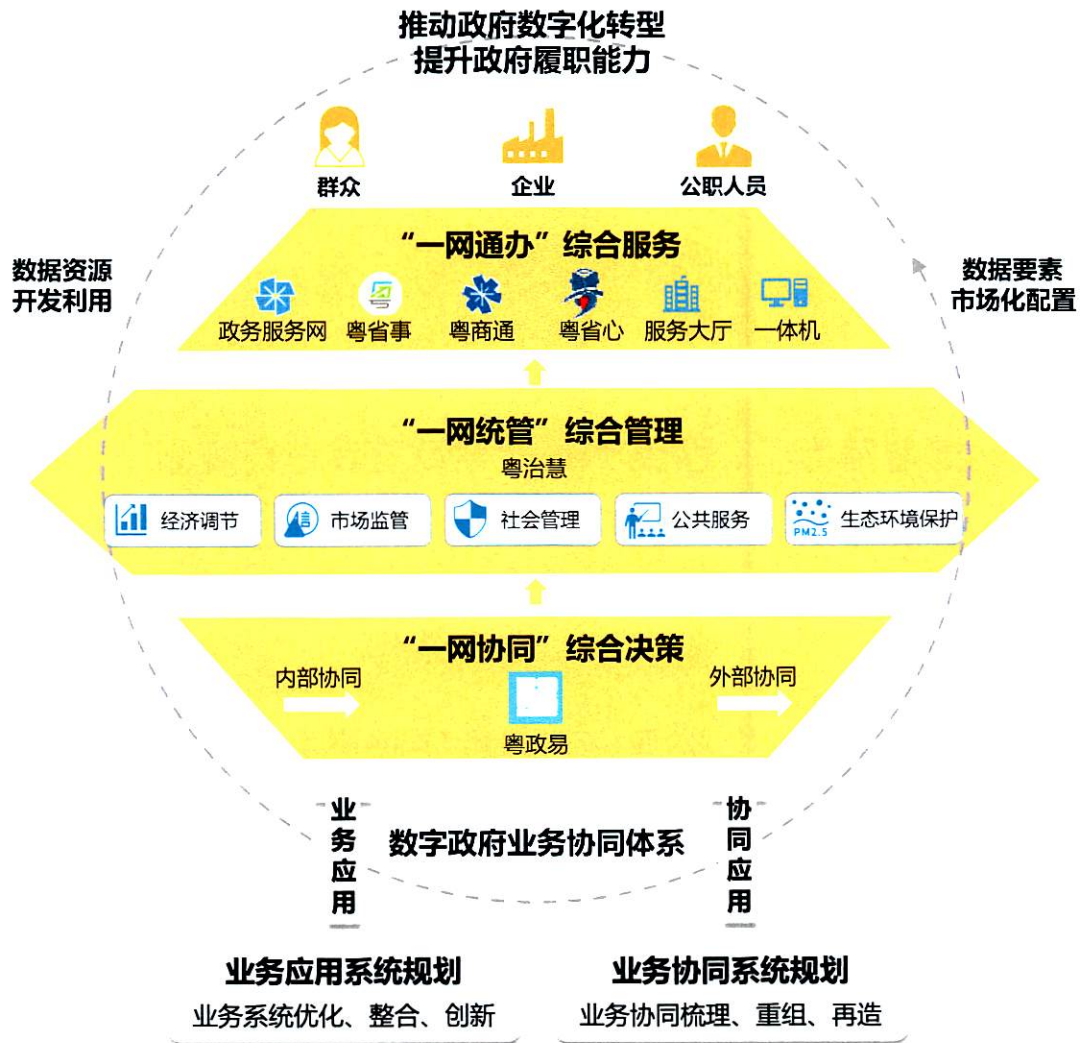 推动政府数字化转型
提升政府履职能力
群众
企业
公职人员
数据资源
开发利用
数据要素
市场化配置
“一网通办”综合服务
政务服务网
粤省事
粤商通
粤省心
服务大厅
一体机
“一网统管”综合管理
粤治慧
经济调节
信
市场监管
社会管理
公共服务
PM2.5
生态环境保护
“一网协同”综合决策
内部协同
外部协同
粤政易
业务应用
数字政府业务协同体系
协同应用
业务应用系统规划
业务系统优化、整合、创新
业务协同系统规划
业务协同梳理、重组、再造